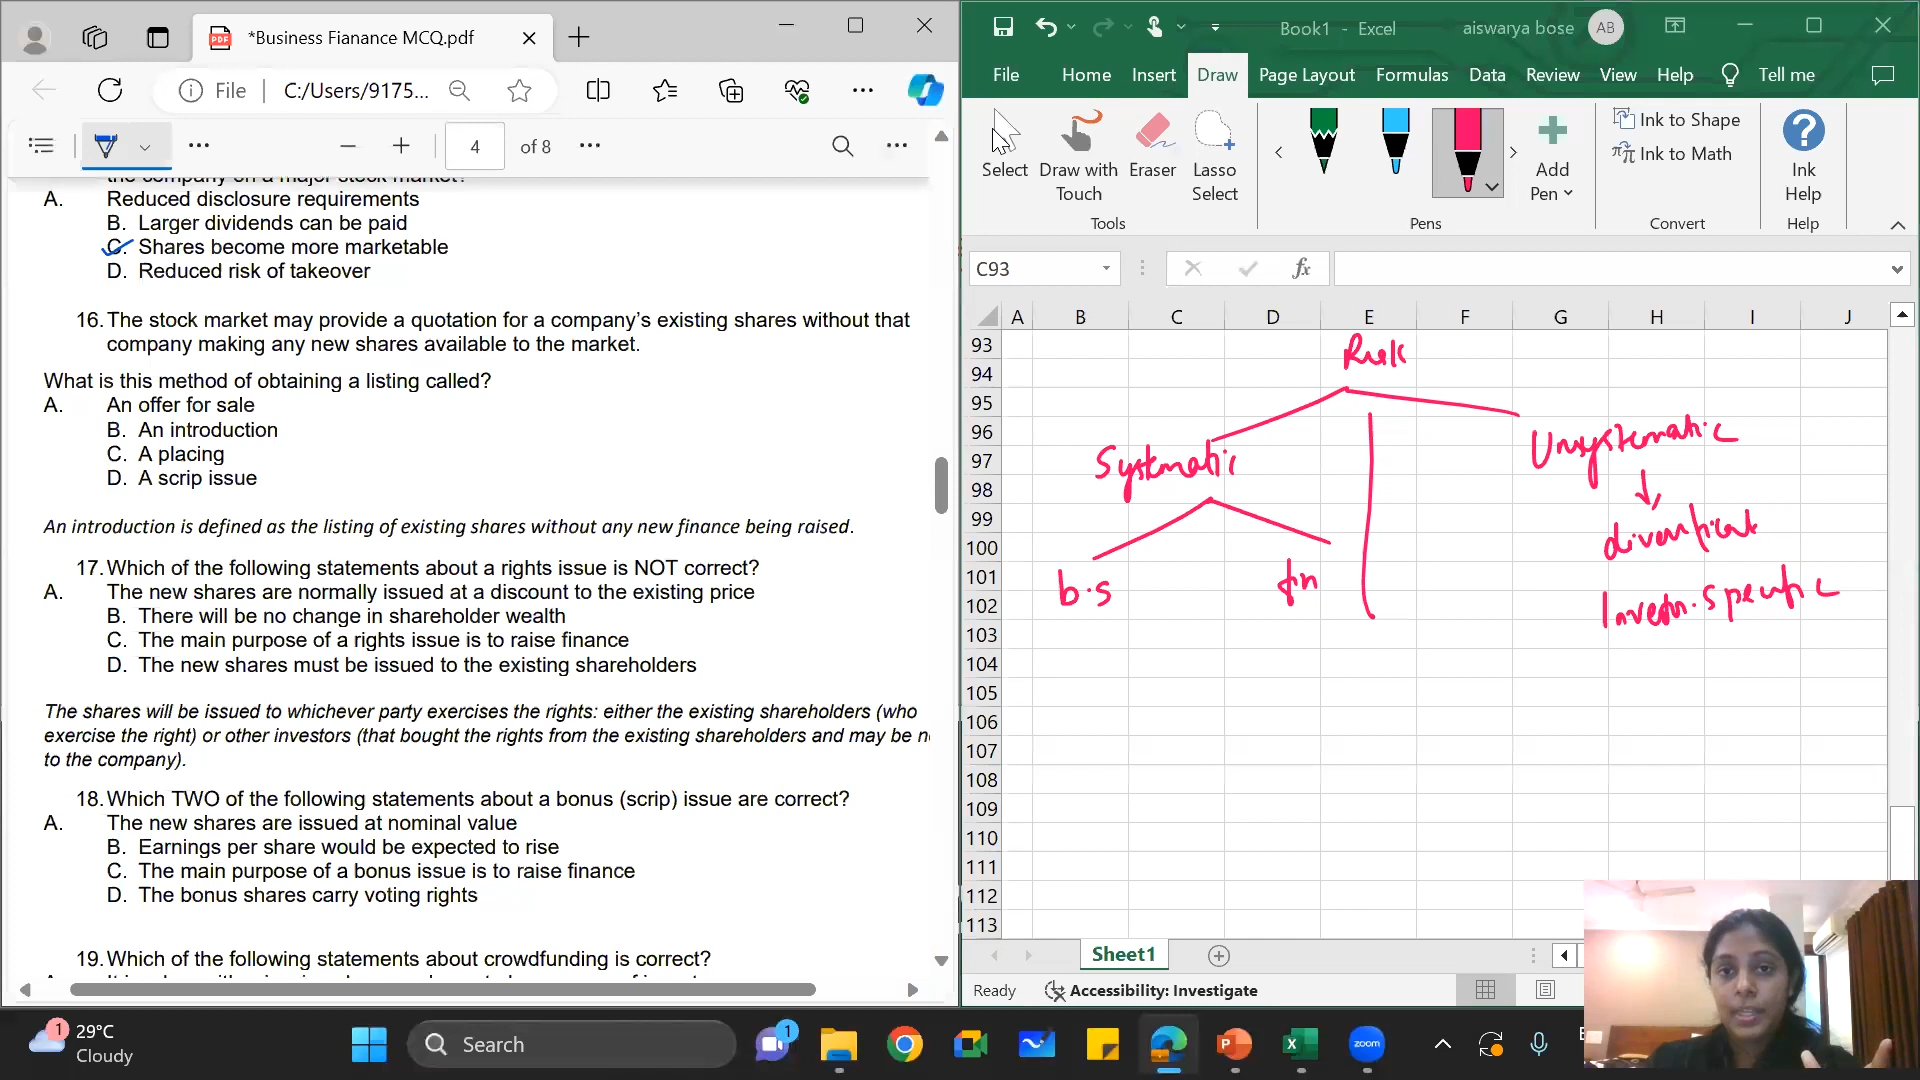 *Business Fianance MCQ.pdf
File
C:/Users/9175...
4 of 8
the company on a major stock market?
A. Reduced disclosure requirements
B. Larger dividends can be paid
C. Shares become more marketable
D. Reduced risk of takeover
16. The stock market may provide a quotation for a company's existing shares without that
company making any new shares available to the market.
What is this method of obtaining a listing called?
A. An offer for sale
B. An introduction
C. A placing
D. A scrip issue
An introduction is defined as the listing of existing shares without any new finance being raised.
17. Which of the following statements about a rights issue is NOT correct?
A. The new shares are normally issued at a discount to the existing price
B. There will be no change in shareholder wealth
C. The main purpose of a rights issue is to raise finance
D. The new shares must be issued to the existing shareholders
The shares will be issued to whichever party exercises the rights: either the existing shareholders (who
exercise the right) or other investors (that bought the rights from the existing shareholders and may be
to the company).
18. Which TWO of the following statements about a bonus (scrip) issue are correct?
A. The new shares are issued at nominal value
B. Earnings per share would be expected to rise
C. The main purpose of a bonus issue is to raise finance
D. The bonus shares carry voting rights
19. Which of the following statements about crowdfunding is correct?
Book1 - Excel
aiswarya bose AB
File Home Insert Draw Page Layout Formulas Data Review View Help Tell me
Select
Draw with
Touch
Eraser
Lasso
Select
Add
Pen
Ink to Shape
Ink to Math
Ink
Help
Tools Pens Convert Help
C93
fx
A B C D E F G H I J
93
94
95
96
97
98
99
100
101
102
103
104
105
106
107
108
109
110
111
112
113
Risk
Systematic
Unsystematic
b.s
fin
Sheet1
Ready
Accessibility: Investigate
1
29°C
Cloudy
Search
1
zoom